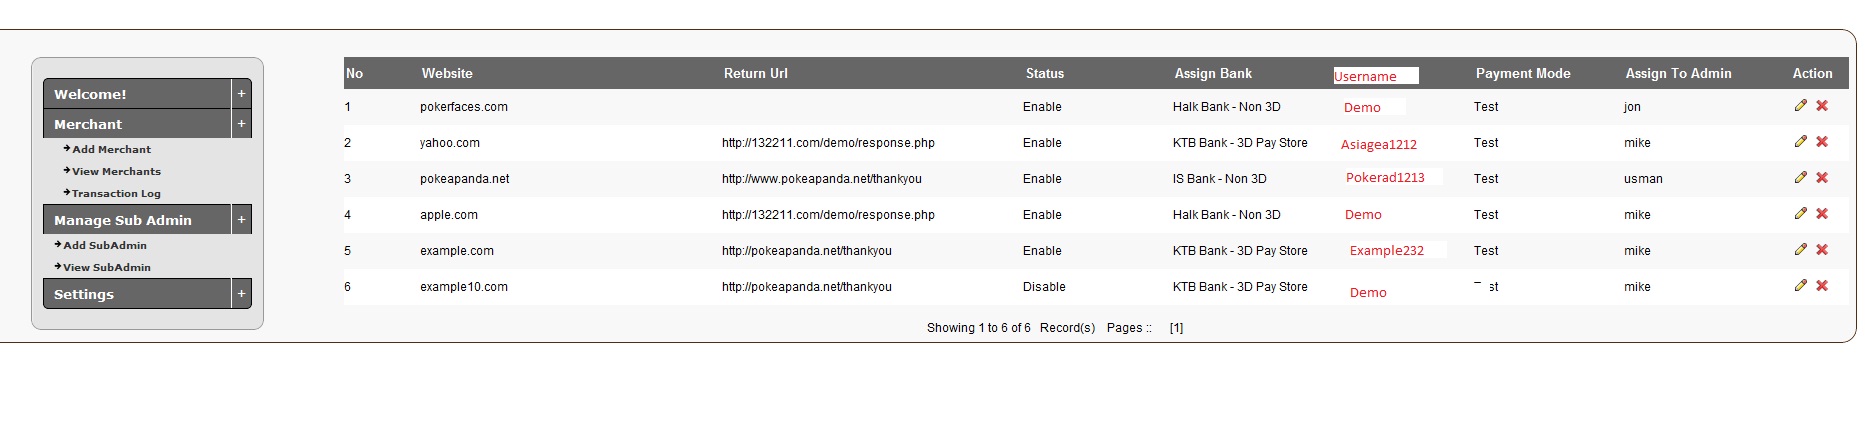 Welcome! +
Merchant +
Add Merchant
View Merchants
Transaction Log
Manage Sub Admin +
Add SubAdmin
View SubAdmin
Settings +
No Website Return Url Status Assign Bank Username Payment Mode Assign To Admin Action
1 pokerfaces.com Enable Halk Bank - Non 3D Demo Test jon
2 yahoo.com http://132211.com/demo/response.php Enable KTB Bank - 3D Pay Store Asiagea1212 Test mike
3 pokeapanda.net http://www.pokeapanda.net/thankyou Enable IS Bank - Non 3D Pokerad1213 Test usman
4 apple.com http://132211.com/demo/response.php Enable Halk Bank - Non 3D Demo Test mike
5 example.com http://pokeapanda.net/thankyou Enable KTB Bank - 3D Pay Store Example232 Test mike
6 example10.com http://pokeapanda.net/thankyou Disable KTB Bank - 3D Pay Store Demo mike
Showing 1 to 6 of 6 Record(s) Pages :: [1]